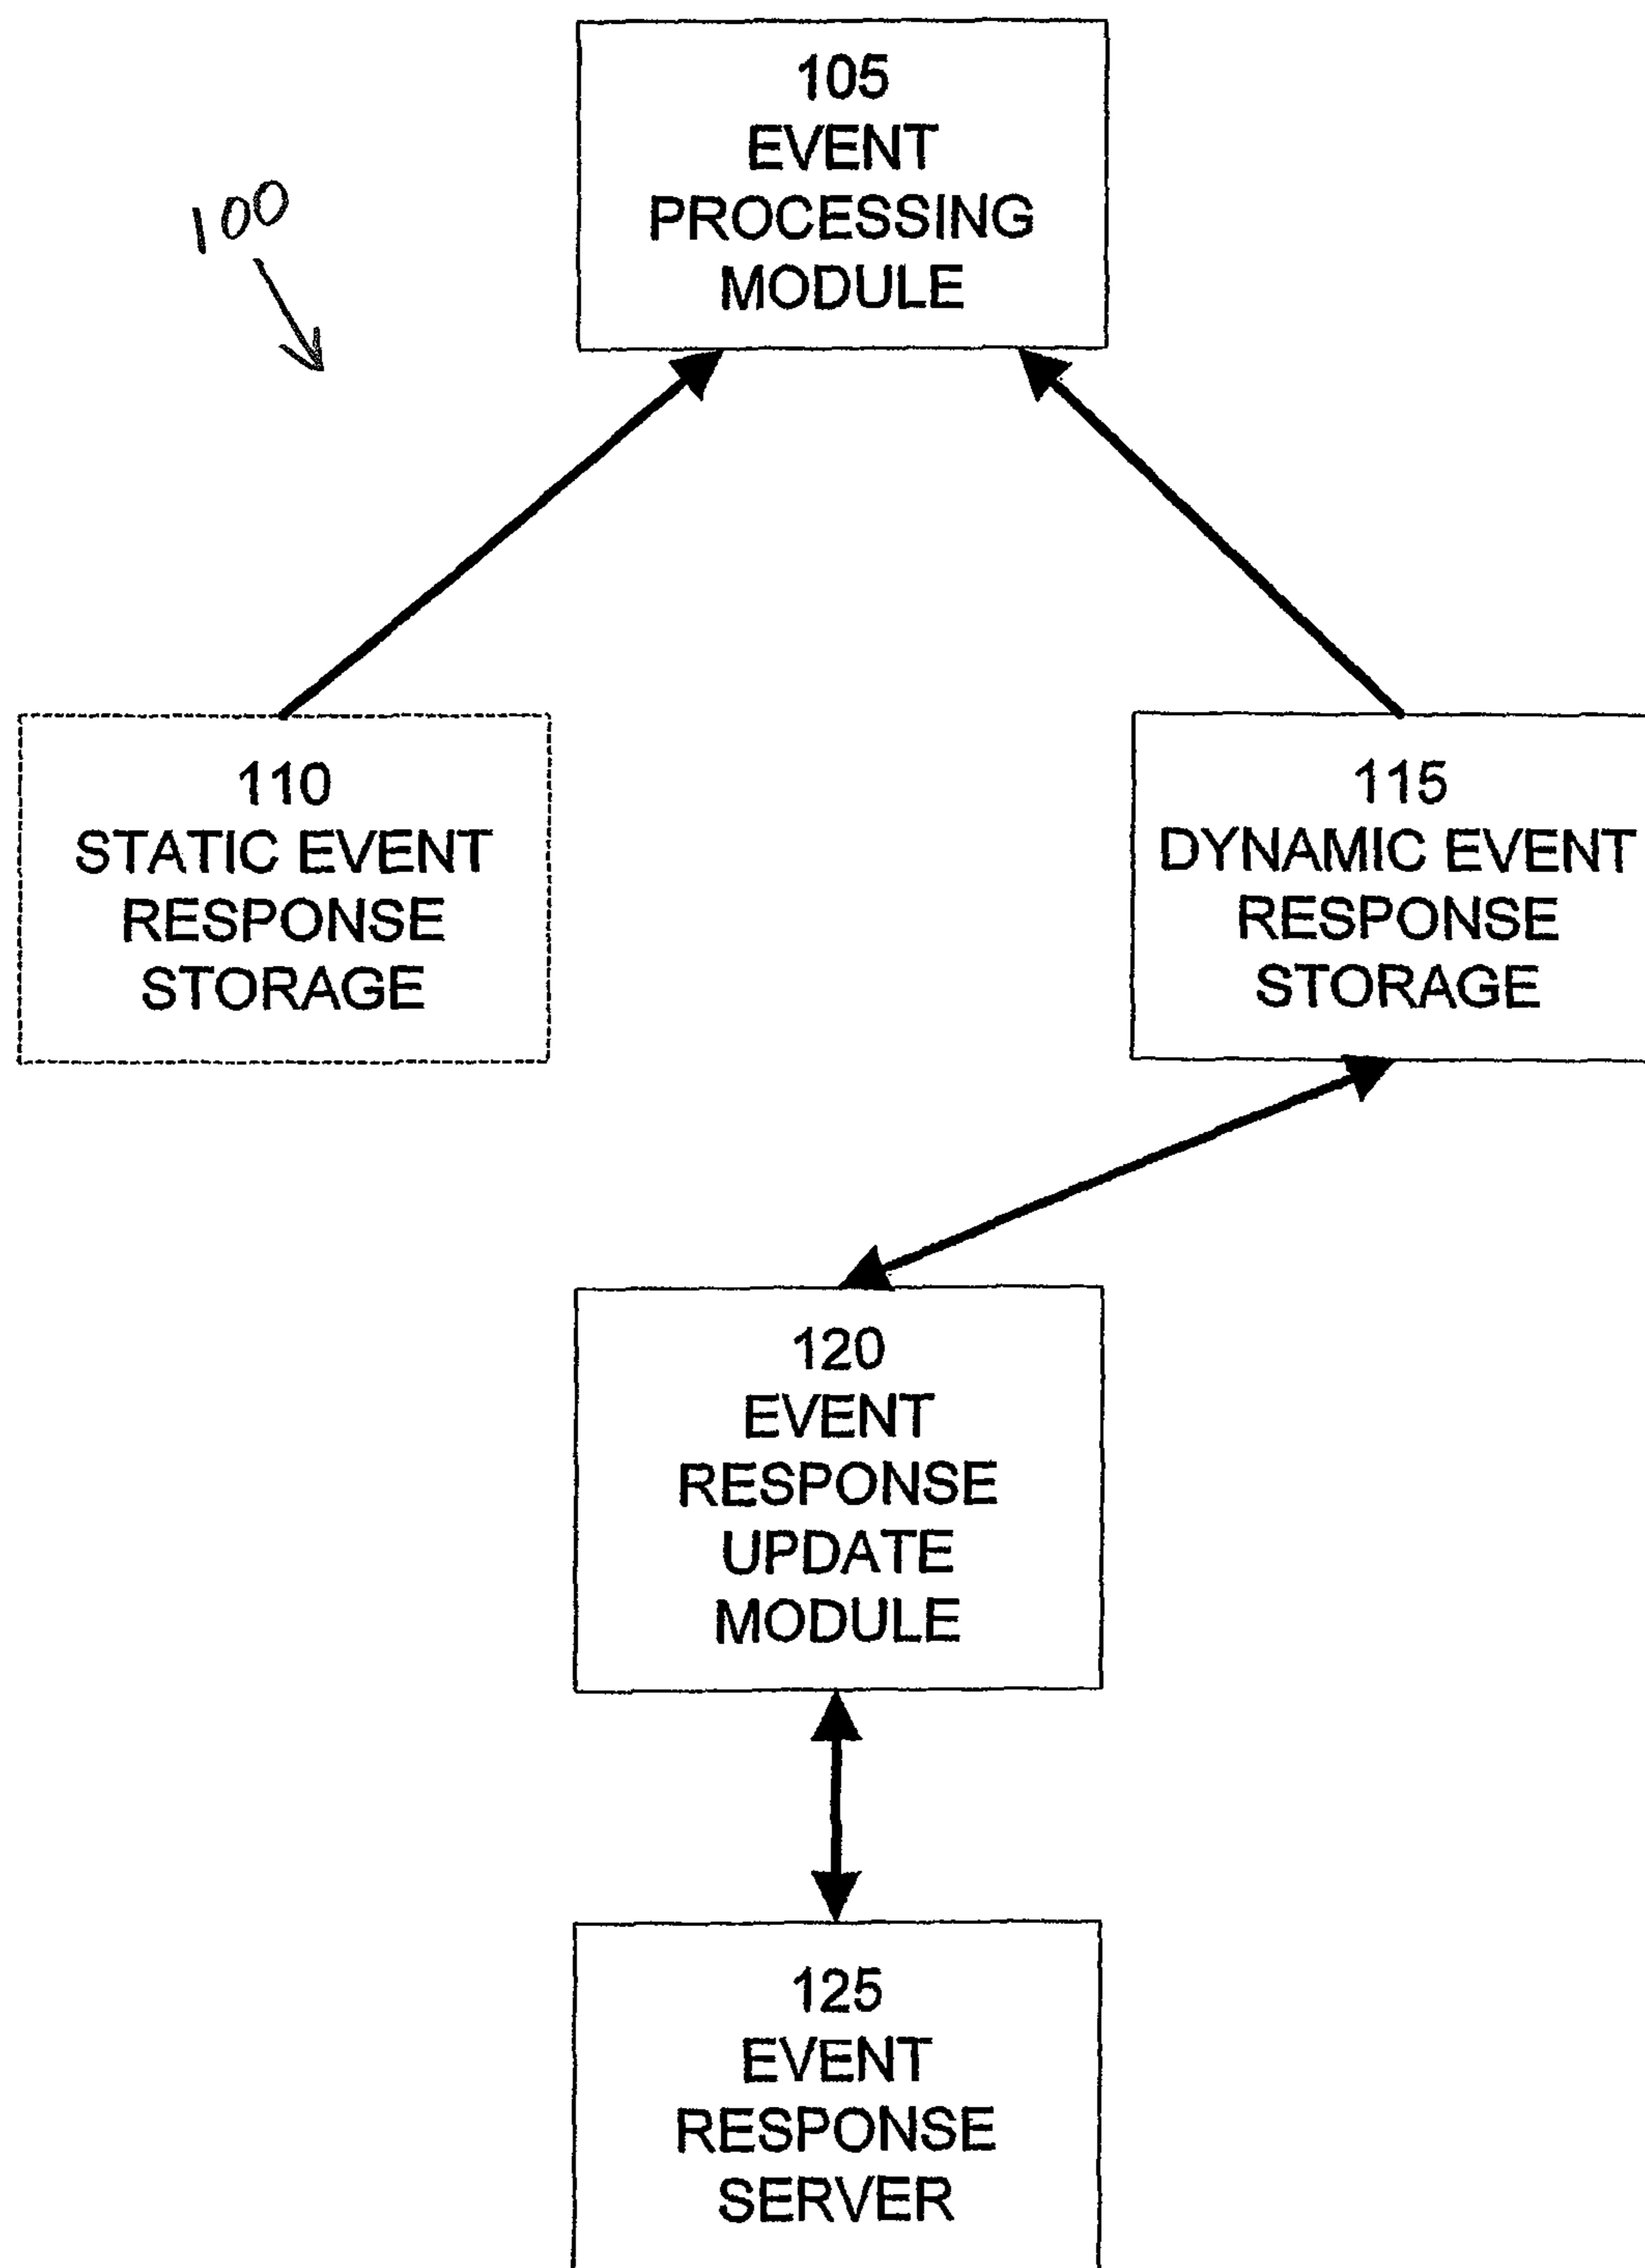 105
EVENT
PROCESSING
MODULE
100
110
STATIC EVENT
RESPONSE
STORAGE
115
DYNAMIC EVENT
RESPONSE
STORAGE
120
EVENT
RESPONSE
UPDATE
MODULE
125
EVENT
RESPONSE
SERVER